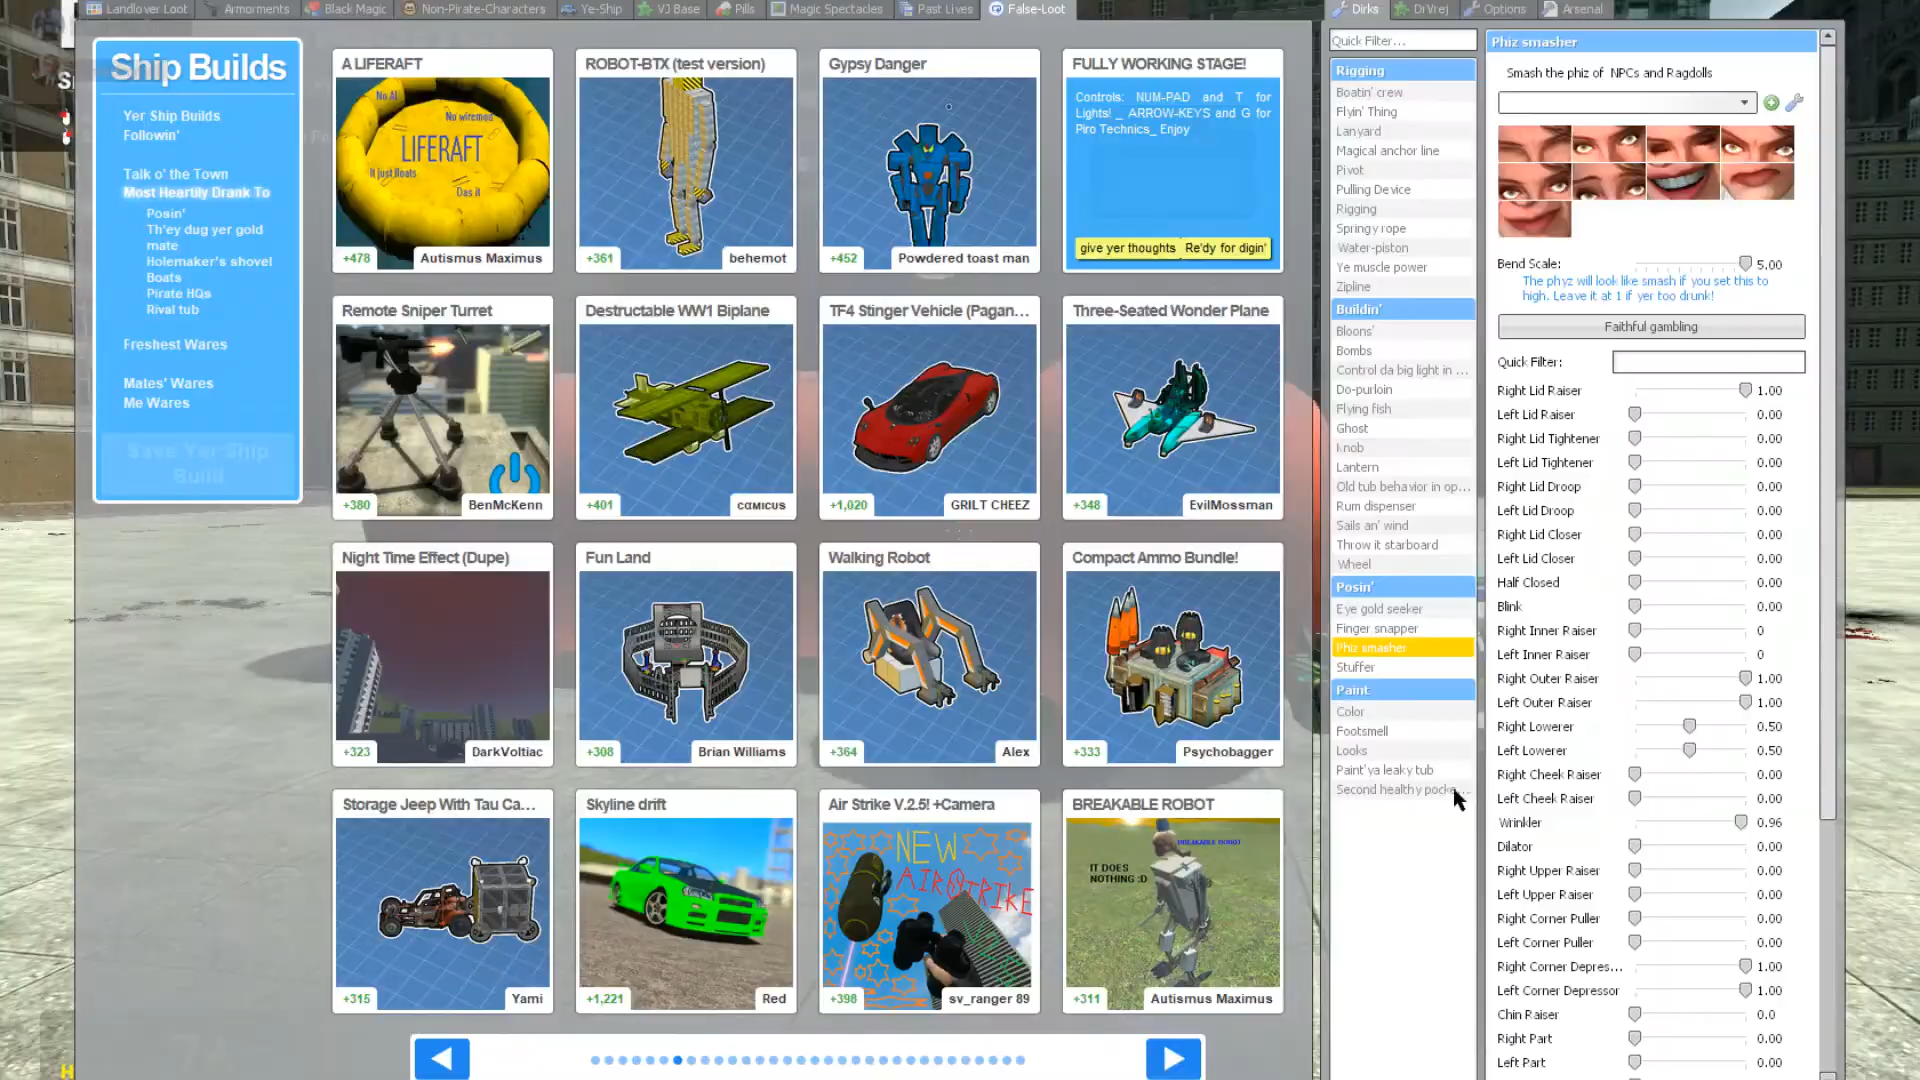 Landlover Loot
Armorments
Black Magic
Non-Pirate-Characters
Ye-Ship
VJ Base
Pills
Magic Spectacles
Past Lives
False-Loot
Dirks
DrVrej
Options
Arsenal
Ship Builds
Yer Ship Builds
Followin'
Talk o' the Town
Most Heartily Drank To
Posin'
Th'ey dug yer gold
mate
Holemaker's shovel
Boats
Pirate HQs
Rival tub
Freshest Wares
Mates' Wares
Me Wares
Save Yer Ship
Build
A LIFERAFT
No AI
No wiremod
LIFERAFT
It just floats
Das it
+478
Autismus Maximus
ROBOT-BTX (test version)
+361
behemot
Gypsy Danger
+452
Powdered toast man
FULLY WORKING STAGE!
Controls: NUM-PAD and T for
Lights! _ ARROW-KEYS and G for
Piro Technics_ Enjoy
give yer thoughts
Re'dy for digin'
Remote Sniper Turret
+380
BenMcKenn
Destructable WW1 Biplane
+401
cαмιcυѕ
TF4 Stinger Vehicle (Pagan...
+1,020
GRILT CHEEZ
Three-Seated Wonder Plane
+348
EvilMossman
Night Time Effect (Dupe)
+323
DarkVoltiac
Fun Land
+308
Brian Williams
Walking Robot
+364
Alex
Compact Ammo Bundle!
+333
Psychobagger
Storage Jeep With Tau Ca...
+315
Yami
Skyline drift
+1,221
Red
Air Strike V.2.5! +Camera
NEW
AIRSTRIKE
+398
sv_ranger 89
BREAKABLE ROBOT
BREAKABLE ROBOT
IT DOES
NOTHING :D
+311
Autismus Maximus
Quick Filter...
Rigging
Boatin' crew
Flyin' Thing
Lanyard
Magical anchor line
Pivot
Pulling Device
Rigging
Springy rope
Water-piston
Ye muscle power
Zipline
Buildin'
Bloons'
Bombs
Control da big light in ...
Do-purloin
Flying fish
Ghost
Knob
Lantern
Old tub behavior in op...
Rum dispenser
Sails an' wind
Throw it starboard
Wheel
Posin'
Eye gold seeker
Finger snapper
Phiz smasher
Stuffer
Paint
Color
Footsmell
Looks
Paint'ya leaky tub
Second healthy pocke...
Phiz smasher
Smash the phiz of NPCs and Ragdolls
Bend Scale: 5.00
The phyz will look like smash if you set this to
high. Leave it at 1 if yer too drunk!
Faithful gambling
Quick Filter:
Right Lid Raiser 1.00
Left Lid Raiser 0.00
Right Lid Tightener 0.00
Left Lid Tightener 0.00
Right Lid Droop 0.00
Left Lid Droop 0.00
Right Lid Closer 0.00
Left Lid Closer 0.00
Half Closed 0.00
Blink 0.00
Right Inner Raiser 0
Left Inner Raiser 0
Right Outer Raiser 1.00
Left Outer Raiser 1.00
Right Lowerer 0.50
Left Lowerer 0.50
Right Cheek Raiser 0.00
Left Cheek Raiser 0.00
Wrinkler 0.96
Dilator 0.00
Right Upper Raiser 0.00
Left Upper Raiser 0.00
Right Corner Puller 0.00
Left Corner Puller 0.00
Right Corner Depres... 1.00
Left Corner Depressor 1.00
Chin Raiser 0.0
Right Part 0.00
Left Part 0.00